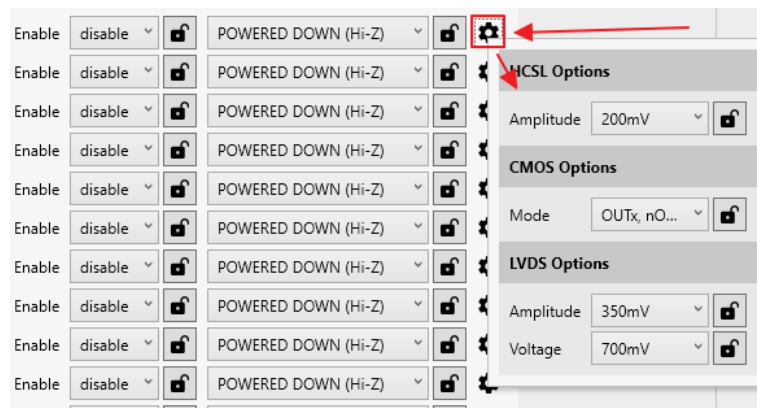 Enable disable POWERED DOWN (Hi-Z)
Enable disable POWERED DOWN (Hi-Z)
HCSL Options
Enable disable POWERED DOWN (Hi-Z)
Amplitude 200mV
Enable disable POWERED DOWN (Hi-Z)
CMOS Options
Enable disable POWERED DOWN (Hi-Z)
Mode OUTx, nO...
Enable disable POWERED DOWN (Hi-Z)
Enable disable POWERED DOWN (Hi-Z)
LVDS Options
Enable disable POWERED DOWN (Hi-Z)
Amplitude 350mV
Enable disable POWERED DOWN (Hi-Z)
Voltage 700mV
Enable disable POWERED DOWN (Hi-Z)